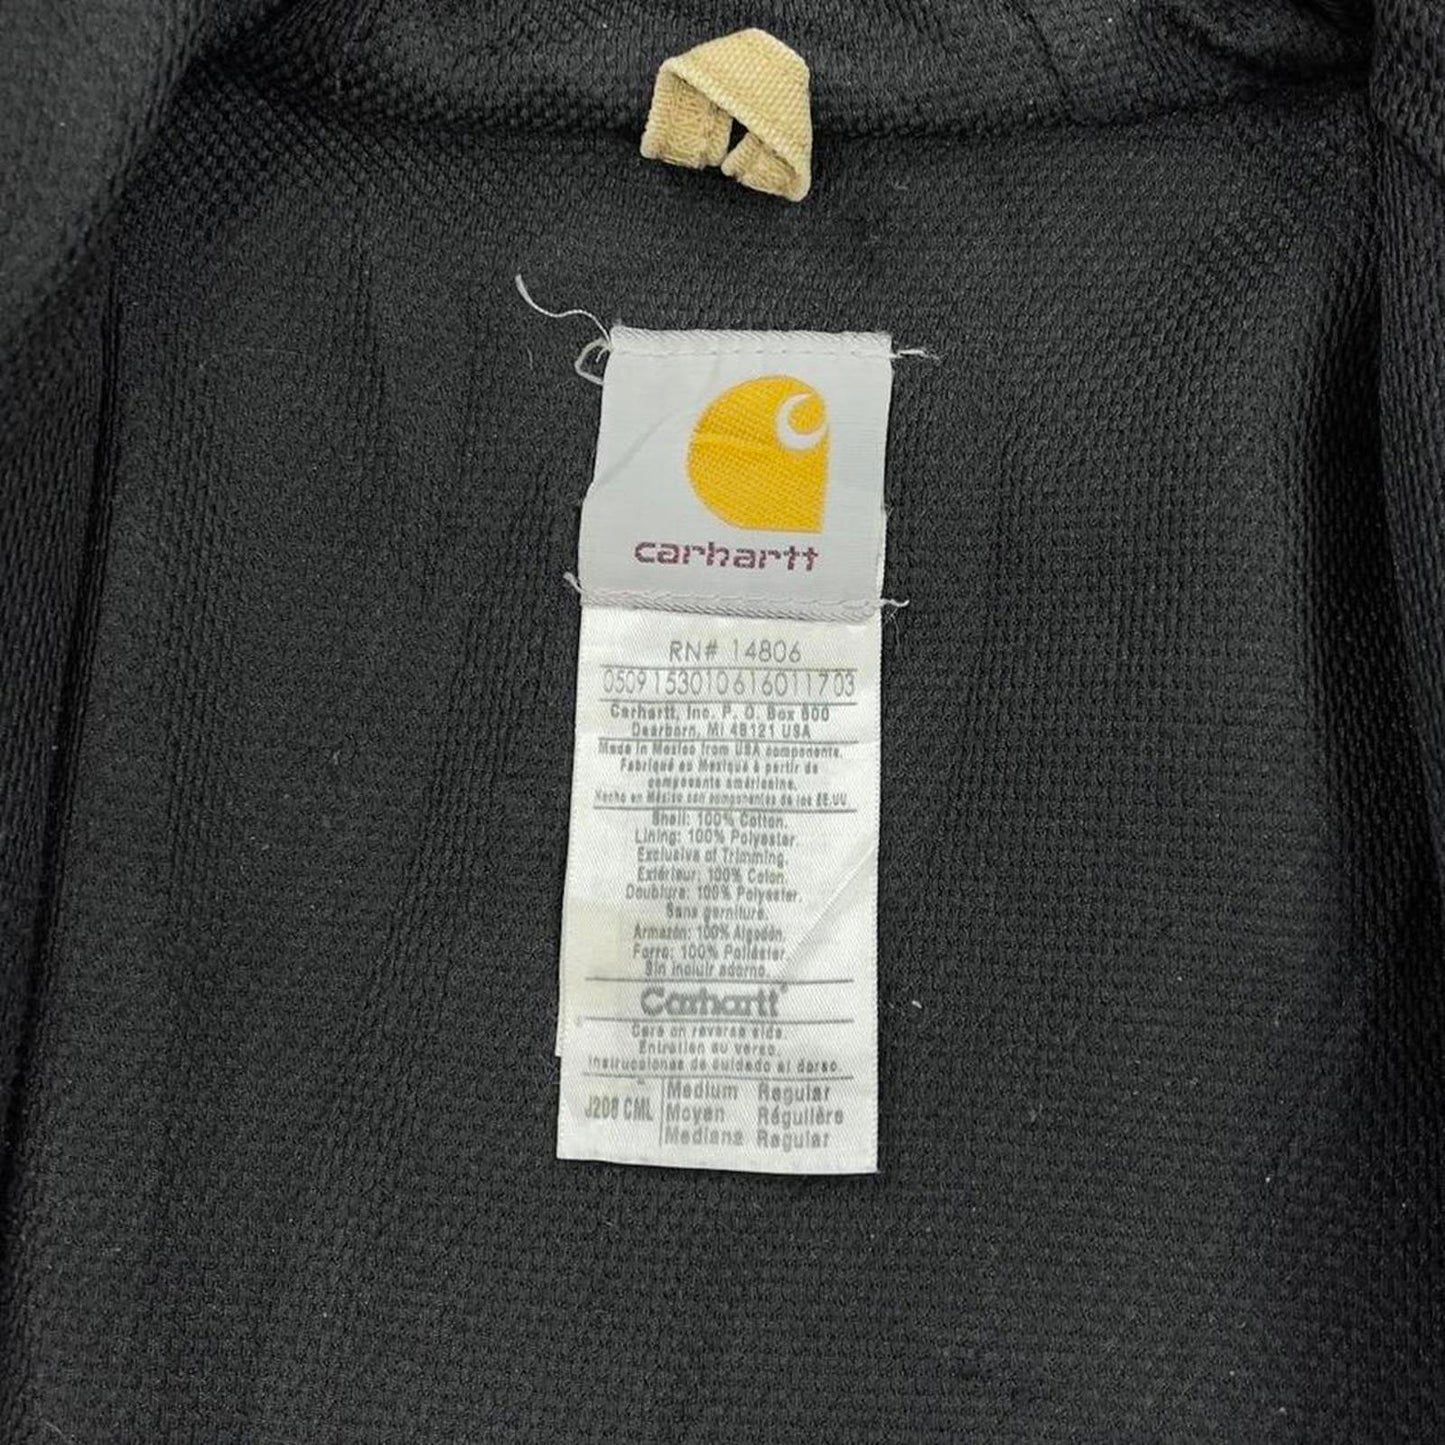 carhartt
RN# 14806
0509153010616011703
Carhartt, Inc. P. O. Box 600
Dearborn, MI 48121 USA
Made in Mexico from USA components.
Fabriqué au Mexiqué à partir de
composants américains.
Hecho en México con componentes de los EE.UU.
Shell: 100% Cotton.
Lining: 100% Polyester.
Exclusive of Trimming.
Extérieur: 100% Coton.
Doublure: 100% Polyester.
Sans garniture.
Armazón: 100% Algodón.
Forro: 100% Poliéster.
Sin incluir adorno.
Carhartt®
Care on reverse side.
Entretien au verso.
Instrucciones de cuidado al dorso.
J208 CML
Medium Regular
Moyen Régulière
Mediana Regular